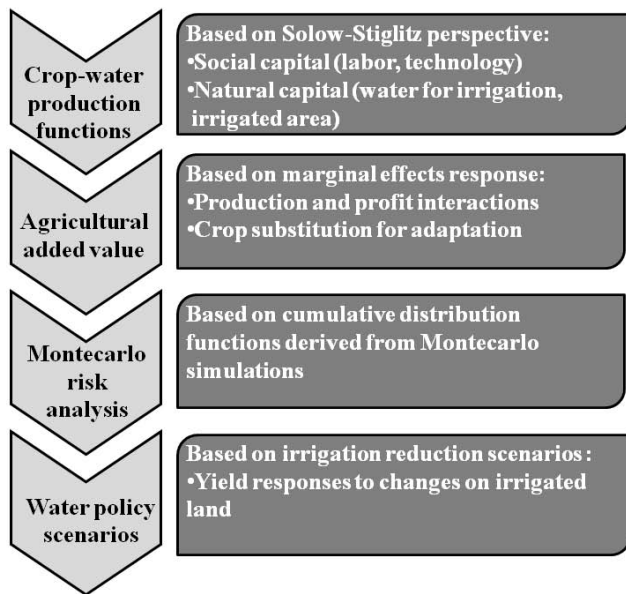 Crop-water
production
functions
Based on Solow-Stiglitz perspective:
•Social capital (labor, technology)
•Natural capital (water for irrigation,
irrigated area)
Agricultural
added value
Based on marginal effects response:
•Production and profit interactions
•Crop substitution for adaptation
Montecarlo
risk
analysis
Based on cumulative distribution
functions derived from Montecarlo
simulations
Water policy
scenarios
Based on irrigation reduction scenarios :
•Yield responses to changes on irrigated
land